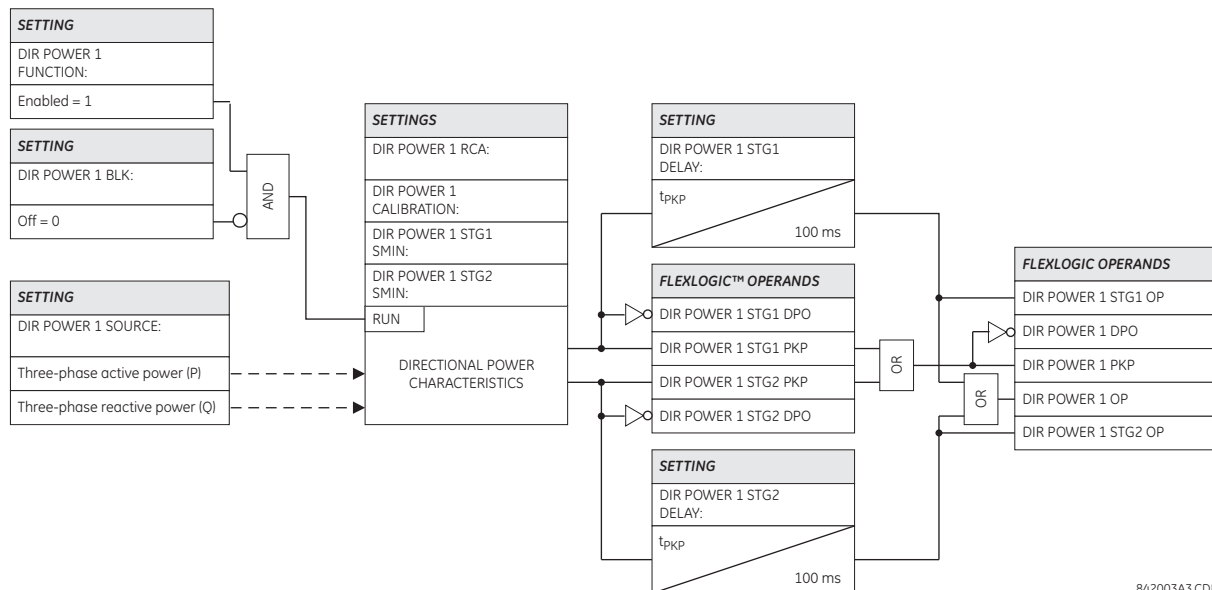 SETTING
DIR POWER 1
FUNCTION:
Enabled = 1
SETTING
DIR POWER 1 BLK:
Off = 0
AND
SETTING
DIR POWER 1 SOURCE:
Three-phase active power (P)
Three-phase reactive power (Q)
SETTINGS
DIR POWER 1 RCA:
DIR POWER 1
CALIBRATION:
DIR POWER 1 STG1
SMIN:
DIR POWER 1 STG2
SMIN:
RUN
DIRECTIONAL POWER
CHARACTERISTICS
SETTING
DIR POWER 1 STG1
DELAY:
tPKP
100 ms
FLEXLOGIC™ OPERANDS
DIR POWER 1 STG1 DPO
DIR POWER 1 STG1 PKP
DIR POWER 1 STG2 PKP
DIR POWER 1 STG2 DPO
SETTING
DIR POWER 1 STG2
DELAY:
tPKP
100 ms
OR
OR
FLEXLOGIC OPERANDS
DIR POWER 1 STG1 OP
DIR POWER 1 DPO
DIR POWER 1 PKP
DIR POWER 1 OP
DIR POWER 1 STG2 OP